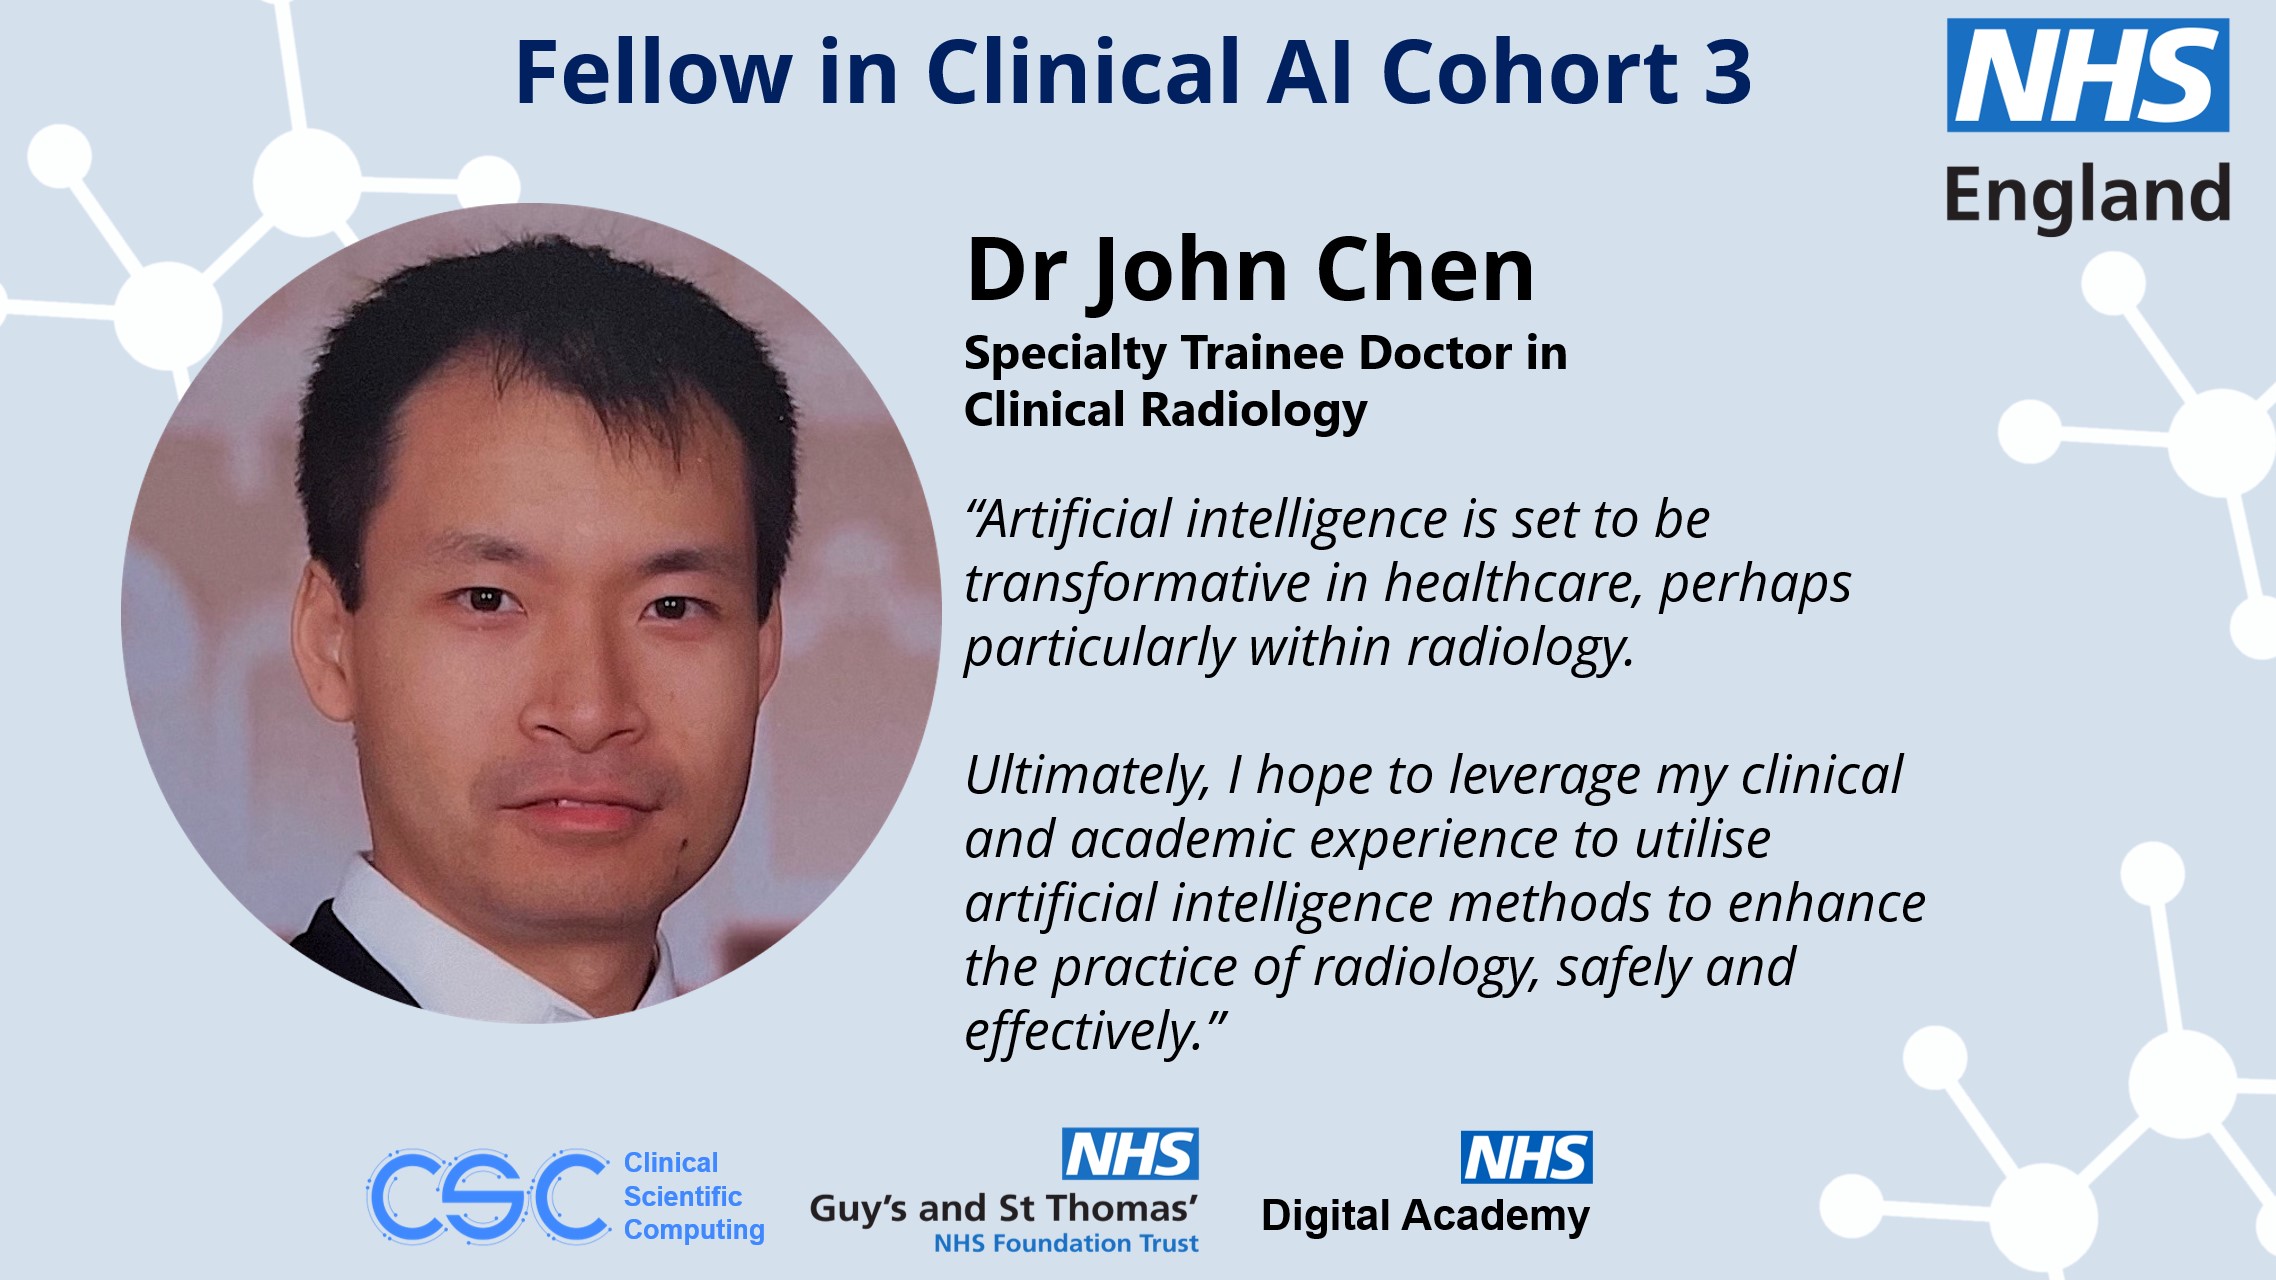 Fellow in Clinical AI Cohort 3
NHS
England
Dr John Chen
Specialty Trainee Doctor in
Clinical Radiology
“Artificial intelligence is set to be
transformative in healthcare, perhaps
particularly within radiology.
Ultimately, I hope to leverage my clinical
and academic experience to utilise
artificial intelligence methods to enhance
the practice of radiology, safely and
effectively.”
CSC
Clinical
Scientific
Computing
NHS
Guy’s and St Thomas’
NHS Foundation Trust
NHS
Digital Academy